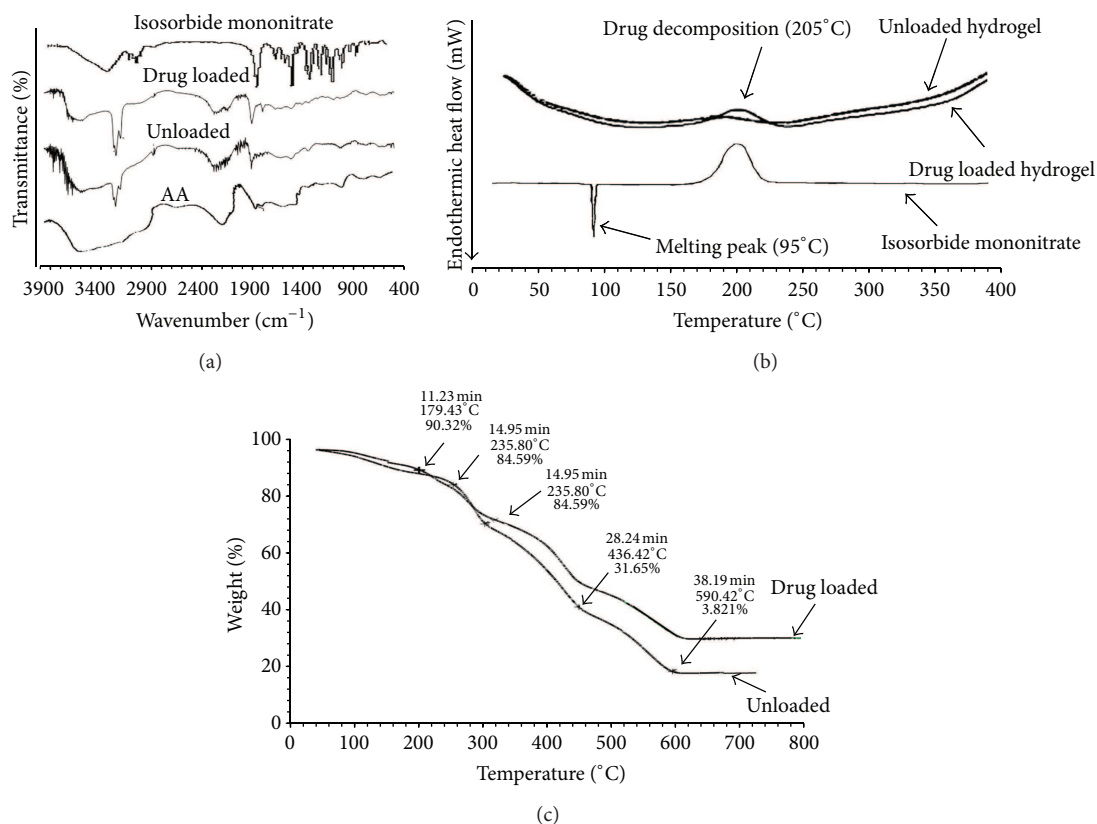 Isosorbide mononitrate
Drug loaded
Unloaded
AA
Transmittance (%)
3900 3400 2900 2400 1900 1400 900 400
Wavenumber (cm⁻¹)
(a)
Drug decomposition (205°C)
Unloaded hydrogel
Drug loaded hydrogel
Isosorbide mononitrate
Melting peak (95°C)
Endothermic heat flow (mW)
0 50 100 150 200 250 300 350 400
Temperature (°C)
(b)
11.23 min
179.43°C
90.32%
14.95 min
235.80°C
84.59%
14.95 min
235.80°C
84.59%
28.24 min
436.42°C
31.65%
38.19 min
590.42°C
3.821%
Drug loaded
Unloaded
Weight (%)
100
80
60
40
20
0
0 100 200 300 400 500 600 700 800
Temperature (°C)
(c)